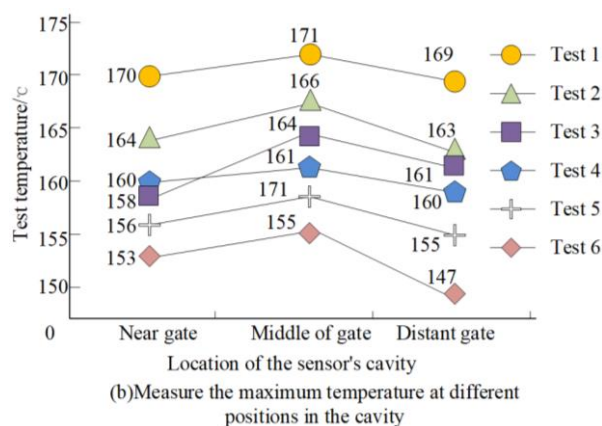 175
170
165
160
155
150
0
Test temperature/℃
170
171
169
164
166
163
158
164
161
160
161
160
156
171
155
153
155
147
Test 1
Test 2
Test 3
Test 4
Test 5
Test 6
Near gate
Middle of gate
Distant gate
Location of the sensor's cavity
(b)Measure the maximum temperature at different
positions in the cavity